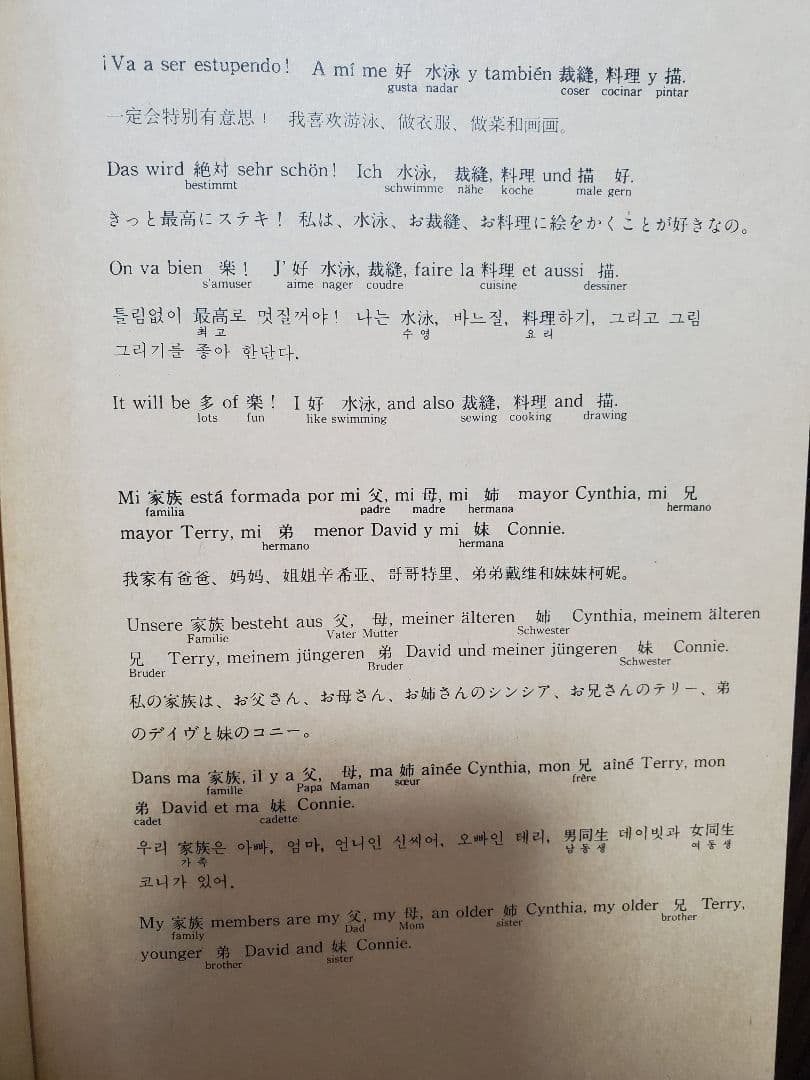 ¡Va a ser estupendo! A mí me 好 水泳 y también 裁縫, 料理 y 描.
gusta nadar coser cocinar pintar
一定会特别有意思！ 我喜欢游泳、做衣服、做菜和画画。
Das wird 絶対 sehr schön! Ich 水泳, 裁縫, 料理 und 描 好.
bestimmt schwimme nähe koche male gern
きっと最高にステキ！ 私は、水泳、お裁縫、お料理に絵をかくことが好きなの。
On va bien 楽! J' 好 水泳, 裁縫, faire la 料理 et aussi 描.
s'amuser aime nager coudre cuisine dessiner
틀림없이 最高로 멋질꺼야! 나는 水泳, 바느질, 料理하기, 그리고 그림
최고 수영 요리
그리기를 좋아 한단다.
It will be 多 of 楽! I 好 水泳, and also 裁縫, 料理 and 描.
lots fun like swimming sewing cooking drawing
Mi 家族 está formada por mi 父, mi 母, mi 姉 mayor Cynthia, mi 兄
familia padre madre hermana hermano
mayor Terry, mi 弟 menor David y mi 妹 Connie.
hermano hermana
我家有爸爸、妈妈、姐姐辛希亚、哥哥特里、弟弟戴维和妹妹柯妮。
Unsere 家族 besteht aus 父, 母, meiner älteren 姉 Cynthia, meinem älteren
Familie Vater Mutter Schwester
兄 Terry, meinem jüngeren 弟 David und meiner jüngeren 妹 Connie.
Bruder Bruder Schwester
私の家族は、お父さん、お母さん、お姉さんのシンシア、お兄さんのテリー、弟
のデイヴと妹のコニー。
Dans ma 家族, il y a 父, 母, ma 姉 aînée Cynthia, mon 兄 aîné Terry, mon
famille Papa Maman sœur frère
弟 David et ma 妹 Connie.
cadet cadette
우리 家族은 아빠, 엄마, 언니인 신씨어, 오빠인 테리, 男同生 데이빗과 女同生
가족 남동생 여동생
코니가 있어.
My 家族 members are my 父, my 母, an older 姉 Cynthia, my older 兄 Terry,
family Dad Mom sister brother
younger 弟 David and 妹 Connie.
brother sister